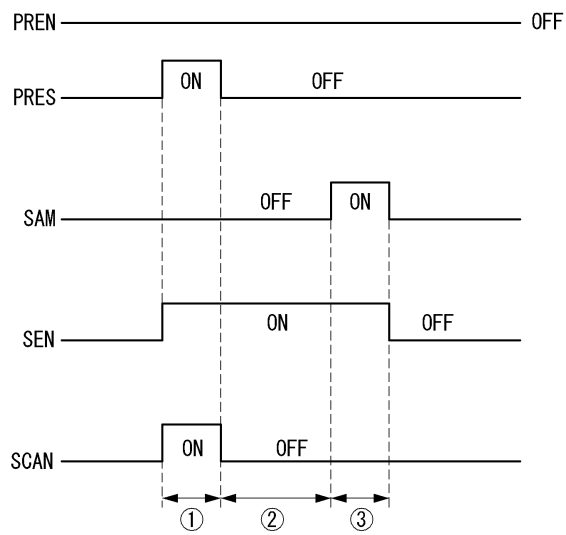 PREN OFF
PRES ON OFF
SAM OFF ON
SEN ON OFF
SCAN ON OFF
① ② ③